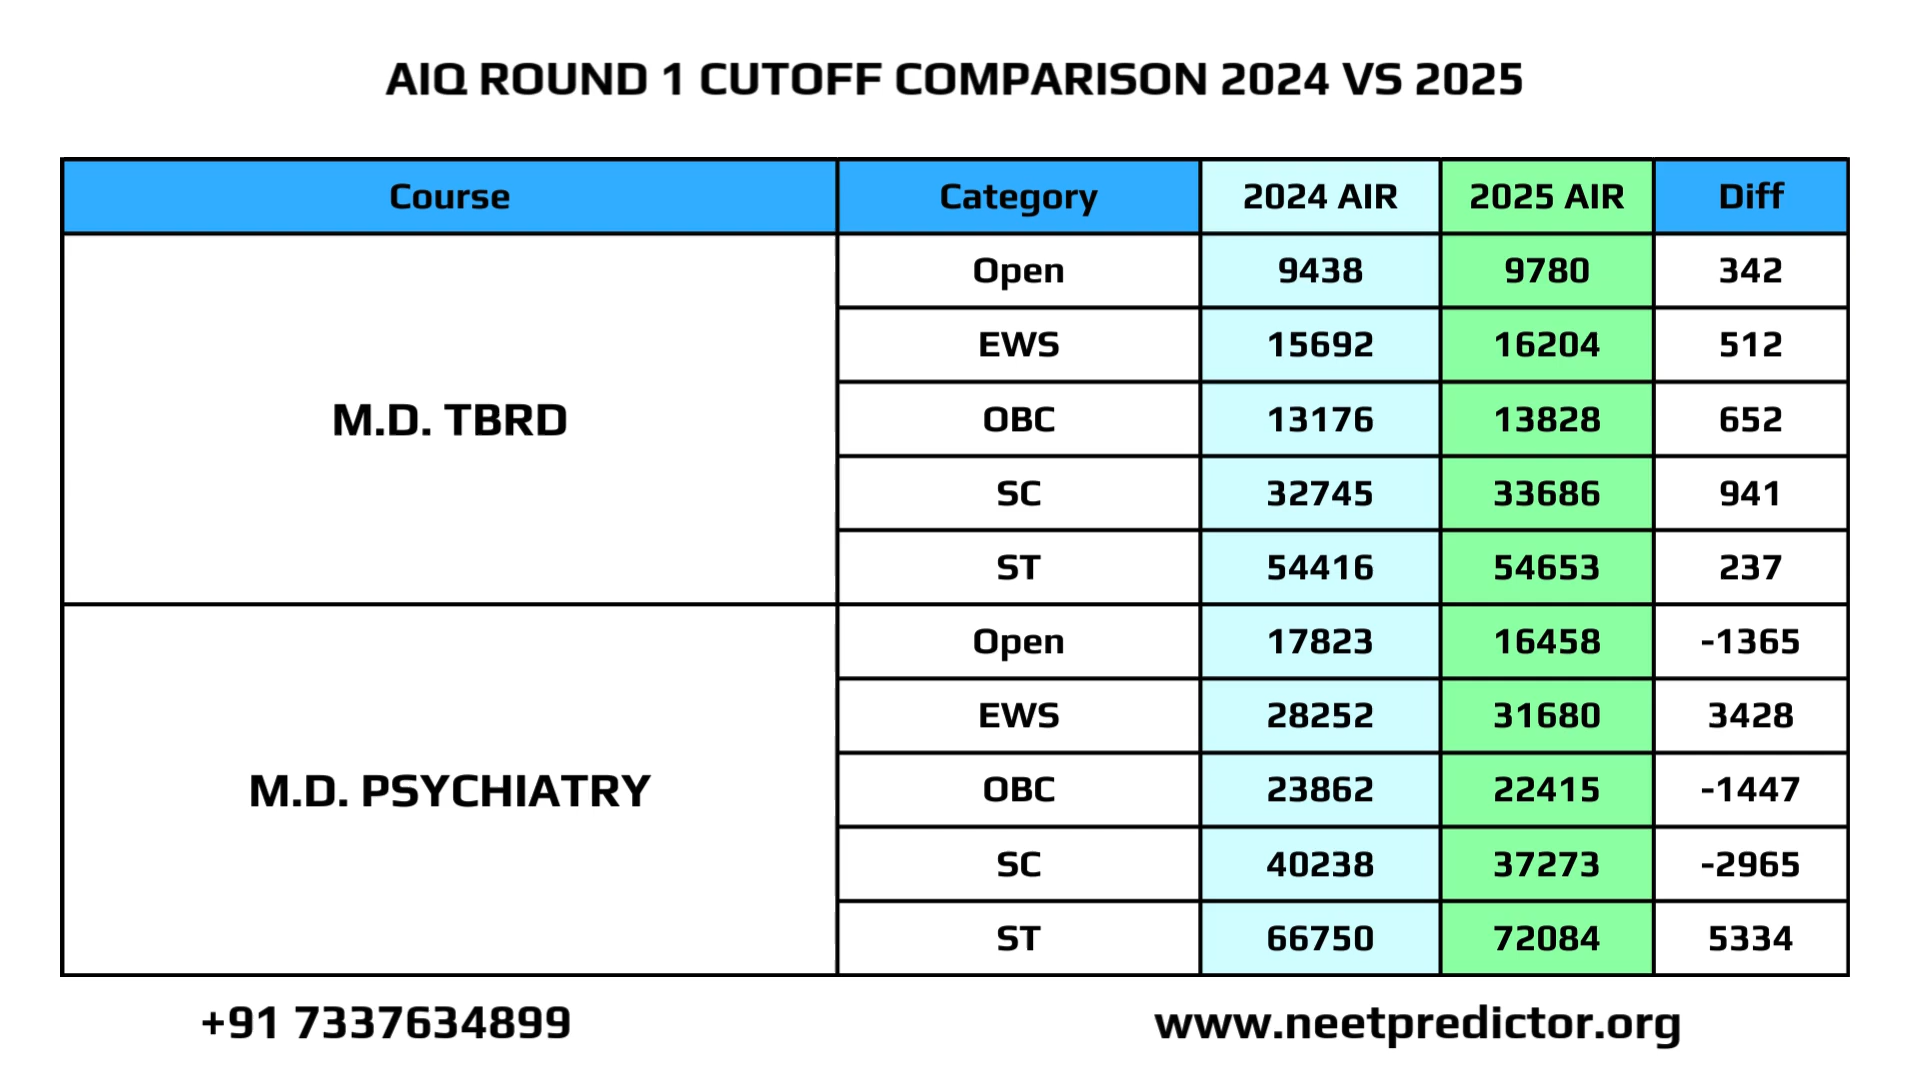 AIQ ROUND 1 CUTOFF COMPARISON 2024 VS 2025
Course Category 2024 AIR 2025 AIR Diff
M.D. TBRD
Open 9438 9780 342
EWS 15692 16204 512
OBC 13176 13828 652
SC 32745 33686 941
ST 54416 54653 237
M.D. PSYCHIATRY
Open 17823 16458 -1365
EWS 28252 31680 3428
OBC 23862 22415 -1447
SC 40238 37273 -2965
ST 66750 72084 5334
+91 7337634899
www.neetpredictor.org